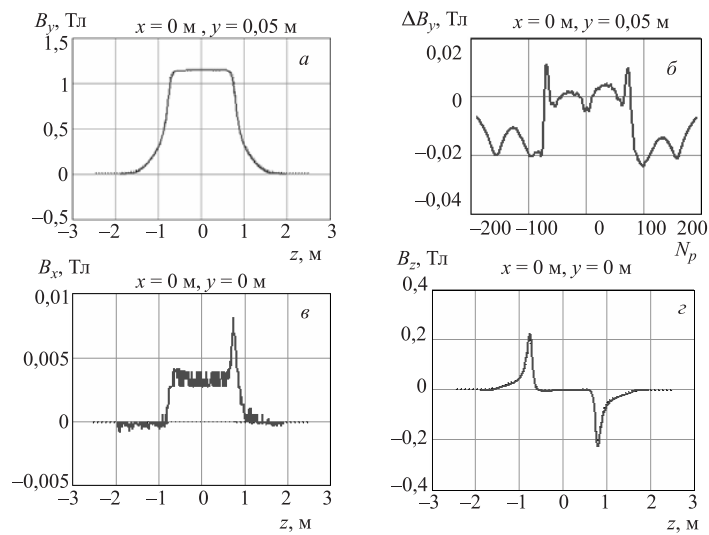 B_y, Тл x = 0 м , y = 0,05 м
1,5
1
0,5
0
–0,5
–3 –2 –1 0 1 2 3
z, м
а
ΔB_y, Тл x = 0 м, y = 0,05 м
0,02
0
–0,02
–0,04
–200 –100 0 100 200
N_p
б
B_x, Тл
x = 0 м, y = 0 м
0,01
0,005
0
–0,005
–3 –2 –1 0 1 2 3
z, м
в
B_z, Тл x = 0 м, y = 0 м
0,4
0,2
0
–0,2
–0,4
–3 –2 –1 0 1 2 3
z, м
г